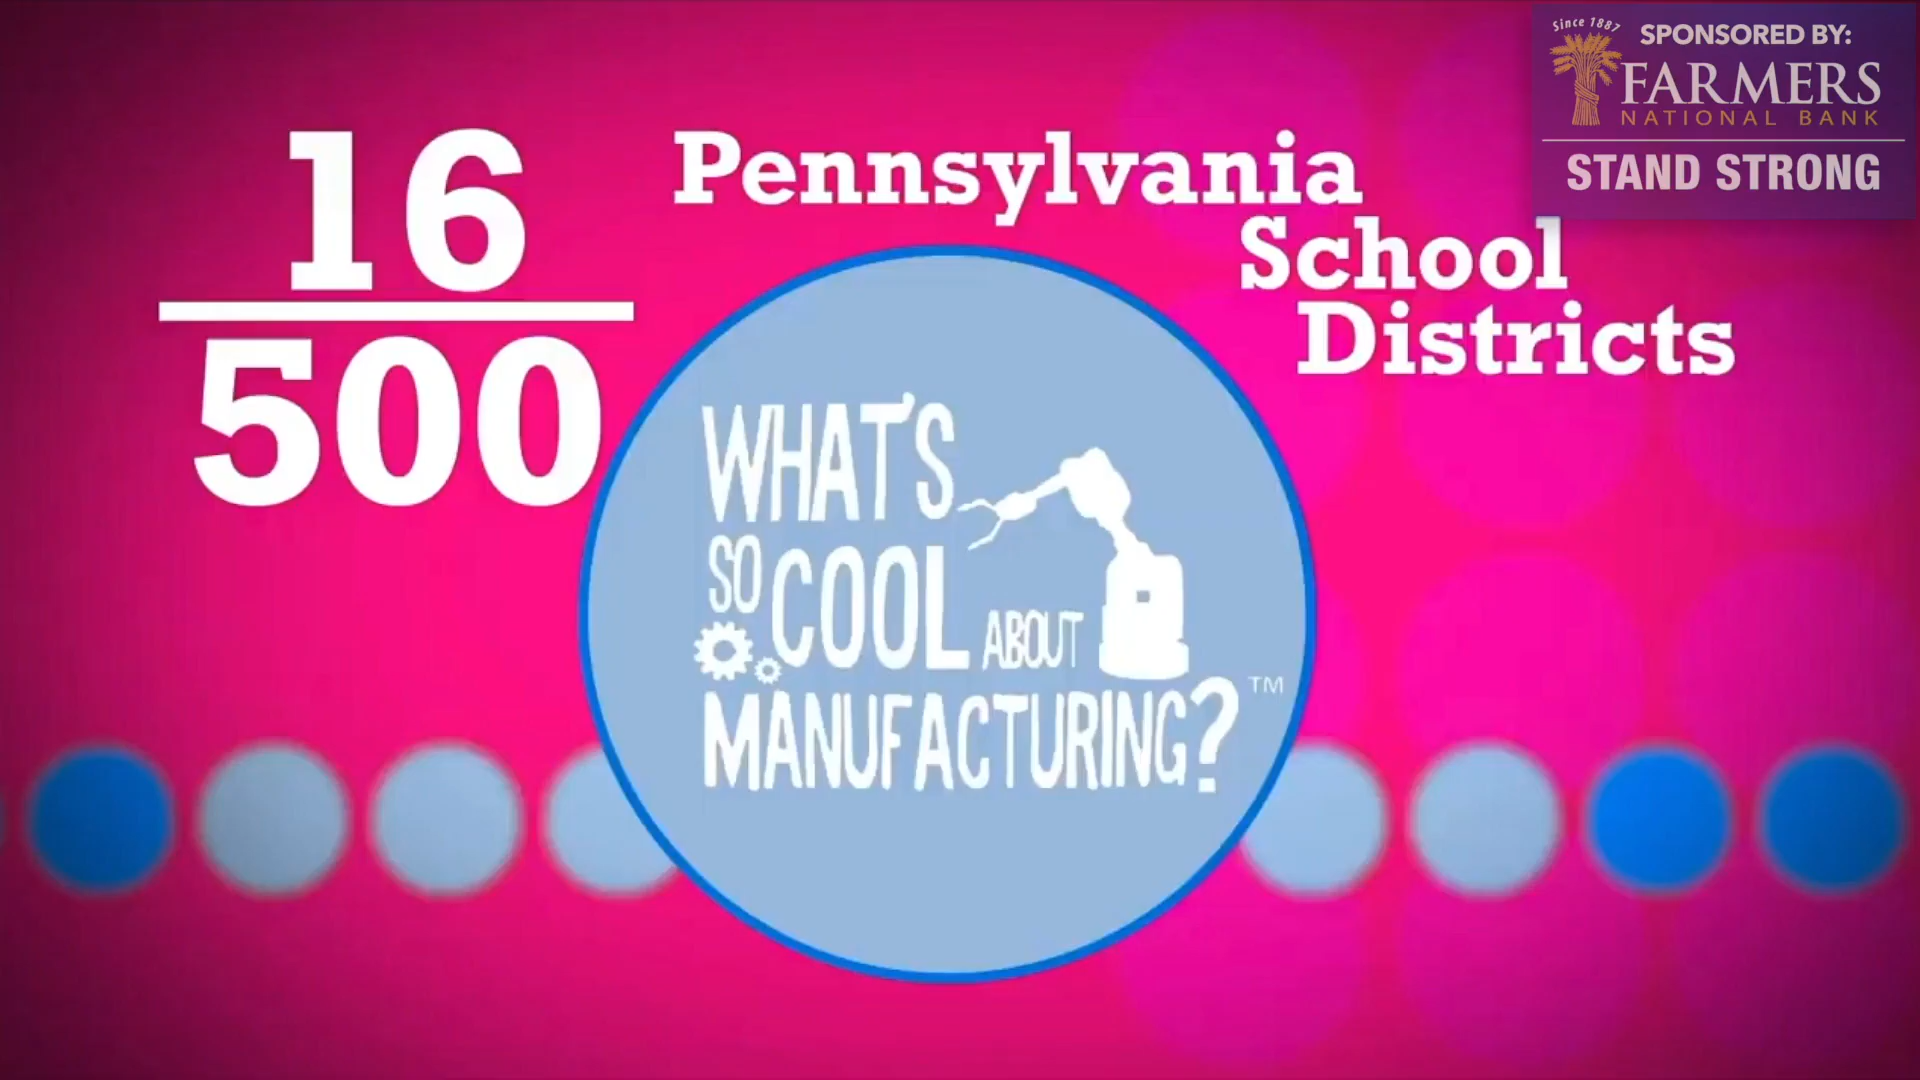 Since 1887
SPONSORED BY:
FARMERS
NATIONAL BANK
STAND STRONG
16
500
Pennsylvania
School
Districts
WHAT'S
SO COOL ABOUT
MANUFACTURING?™